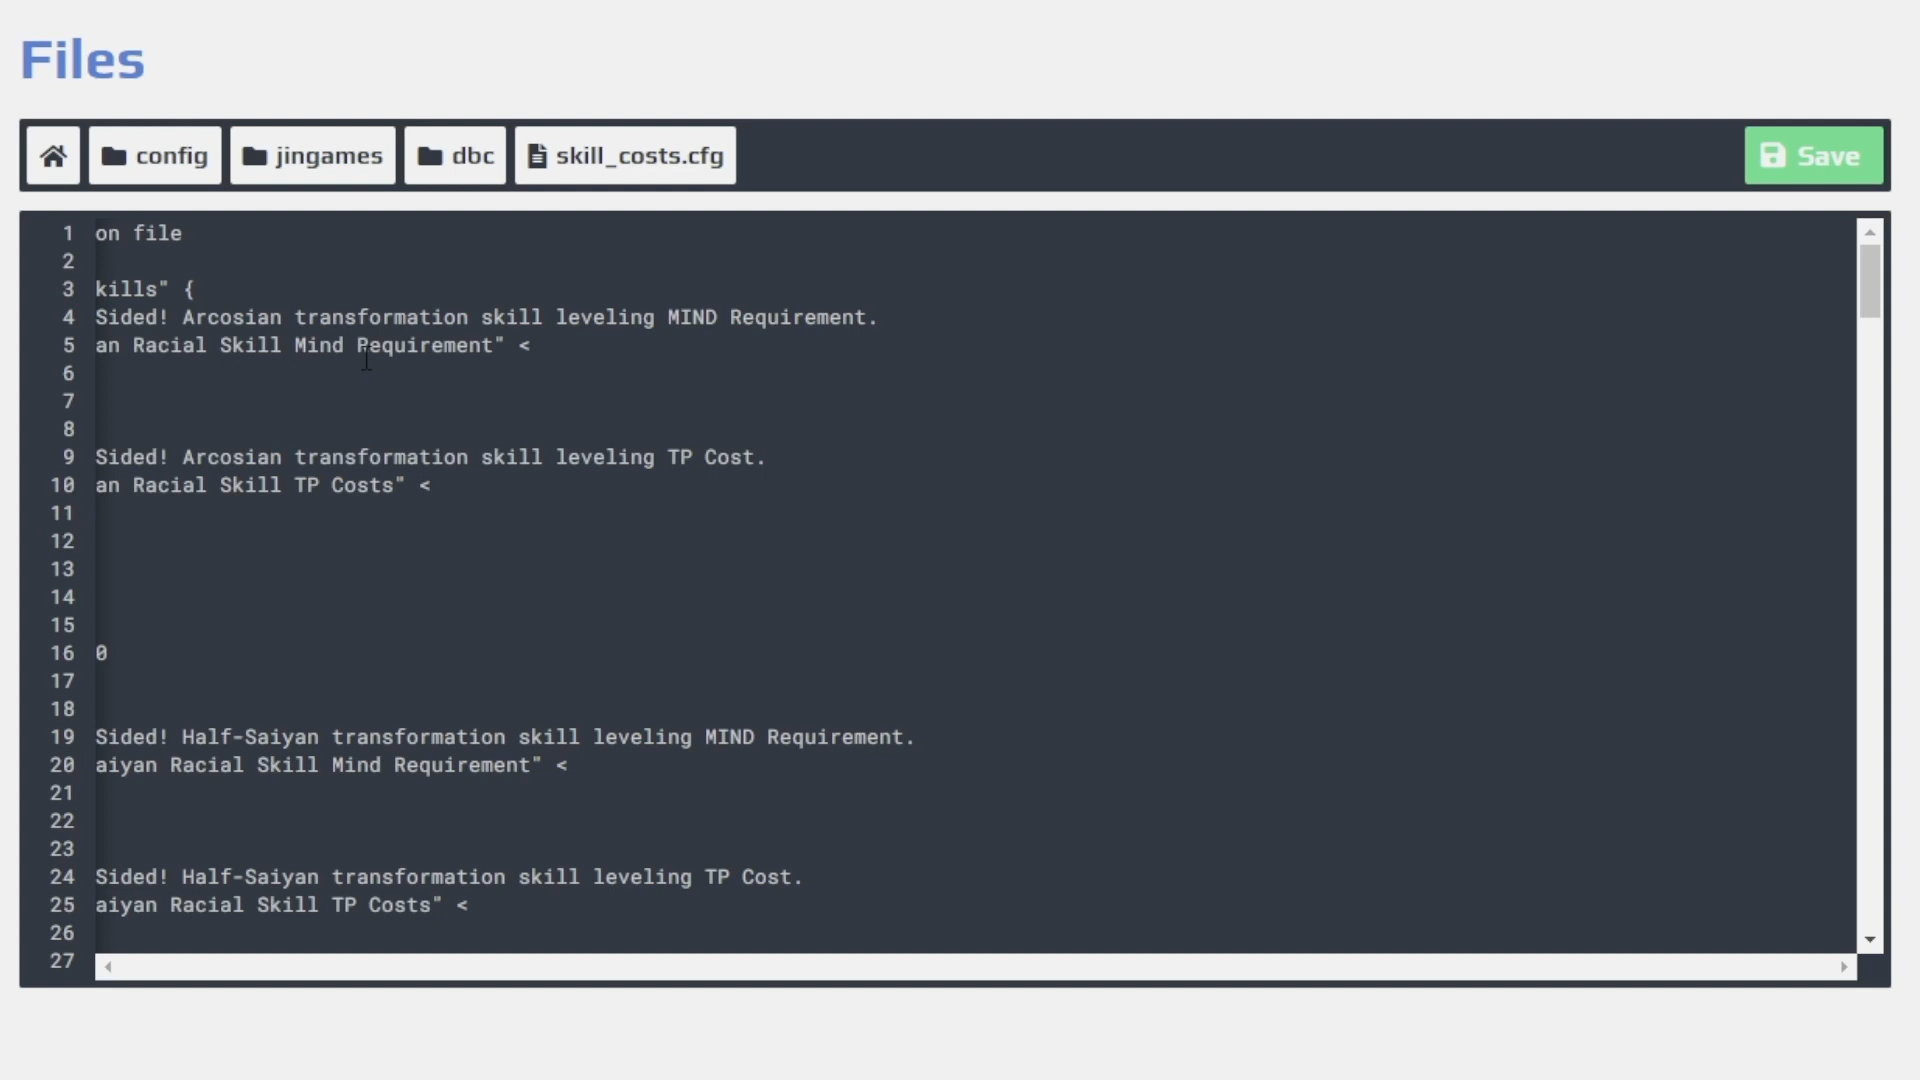 Files
config jingames dbc skill_costs.cfg Save
1 on file
2
3 kills" {
4 Sided! Arcosian transformation skill leveling MIND Requirement.
5 an Racial Skill Mind Requirement" <
6
7
8
9 Sided! Arcosian transformation skill leveling TP Cost.
10 an Racial Skill TP Costs" <
11
12
13
14
15
16 0
17
18
19 Sided! Half-Saiyan transformation skill leveling MIND Requirement.
20 aiyan Racial Skill Mind Requirement" <
21
22
23
24 Sided! Half-Saiyan transformation skill leveling TP Cost.
25 aiyan Racial Skill TP Costs" <
26
27